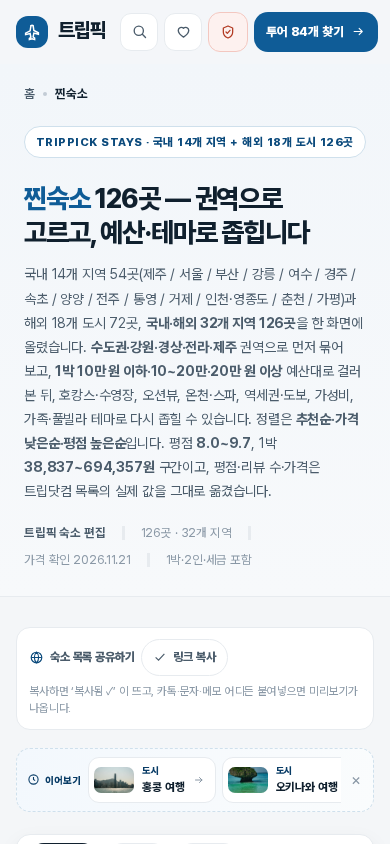 트립픽
투어 84개 찾기 →
홈 • 찐숙소
TRIPPICK STAYS · 국내 14개 지역 + 해외 18개 도시 126곳
찐숙소 126곳 — 권역으로
고르고, 예산·테마로 좁힙니다
국내 14개 지역 54곳(제주 / 서울 / 부산 / 강릉 / 여수 / 경주 /
속초 / 양양 / 전주 / 통영 / 거제 / 인천·영종도 / 춘천 / 가평)과
해외 18개 도시 72곳, 국내·해외 32개 지역 126곳을 한 화면에
올렸습니다. 수도권·강원·경상·전라·제주 권역으로 먼저 묶어
보고, 1박 10만원 이하·10~20만·20만 원 이상 예산대로 걸러
본 뒤, 호캉스·수영장, 오션뷰, 온천·스파, 역세권·도보, 가성비,
가족·풀빌라 테마로 다시 좁힐 수 있습니다. 정렬은 추천순·가격
낮은순·평점 높은순입니다. 평점 8.0~9.7, 1박
38,837~694,357원 구간이고, 평점·리뷰 수·가격은
트립닷컴 목록의 실제 값을 그대로 옮겼습니다.
트립픽 숙소 편집 | 126곳 · 32개 지역 |
가격 확인 2026.11.21 | 1박·2인·세금 포함
숙소 목록 공유하기 ✓ 링크 복사
복사하면 '복사됨 ✓' 이 뜨고, 카톡·문자·메모 어디든 붙여넣으면 미리보기가
나옵니다.
이어보기
도시
홍콩 여행 →
도시
오키나와 여행
×